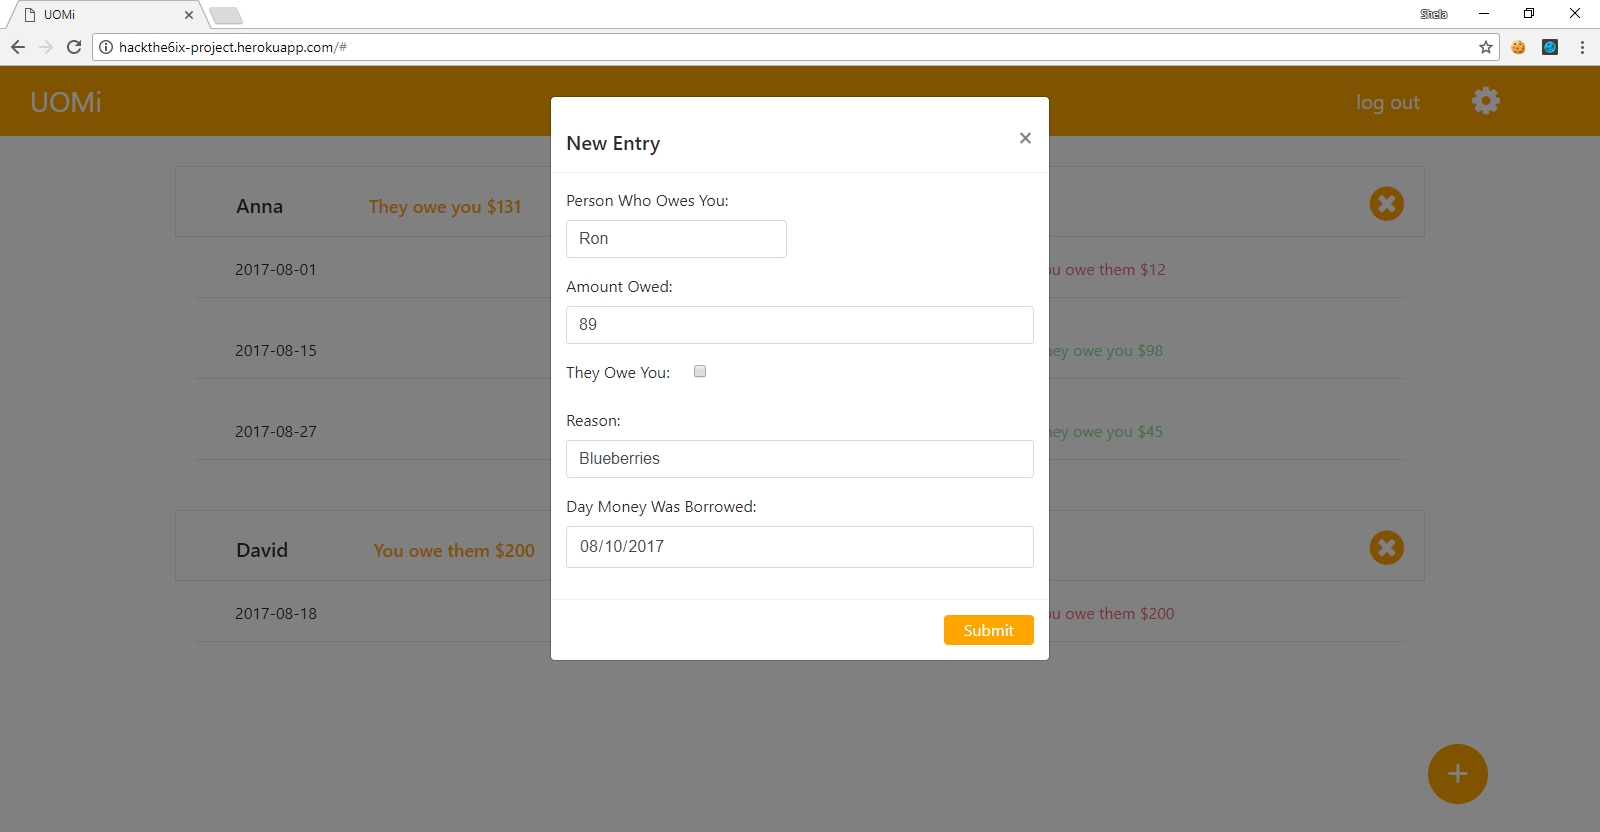 UOMi
Shela
hackthe6ix-project.herokuapp.com/#
UOMi
log out
New Entry
Person Who Owes You:
Ron
Amount Owed:
89
They Owe You:
Reason:
Blueberries
Day Money Was Borrowed:
08/10/2017
Submit
Anna They owe you $131
2017-08-01 owe them $12
2017-08-15 owe you $98
2017-08-27 owe you $45
David You owe them $200
2017-08-18 owe them $200
+